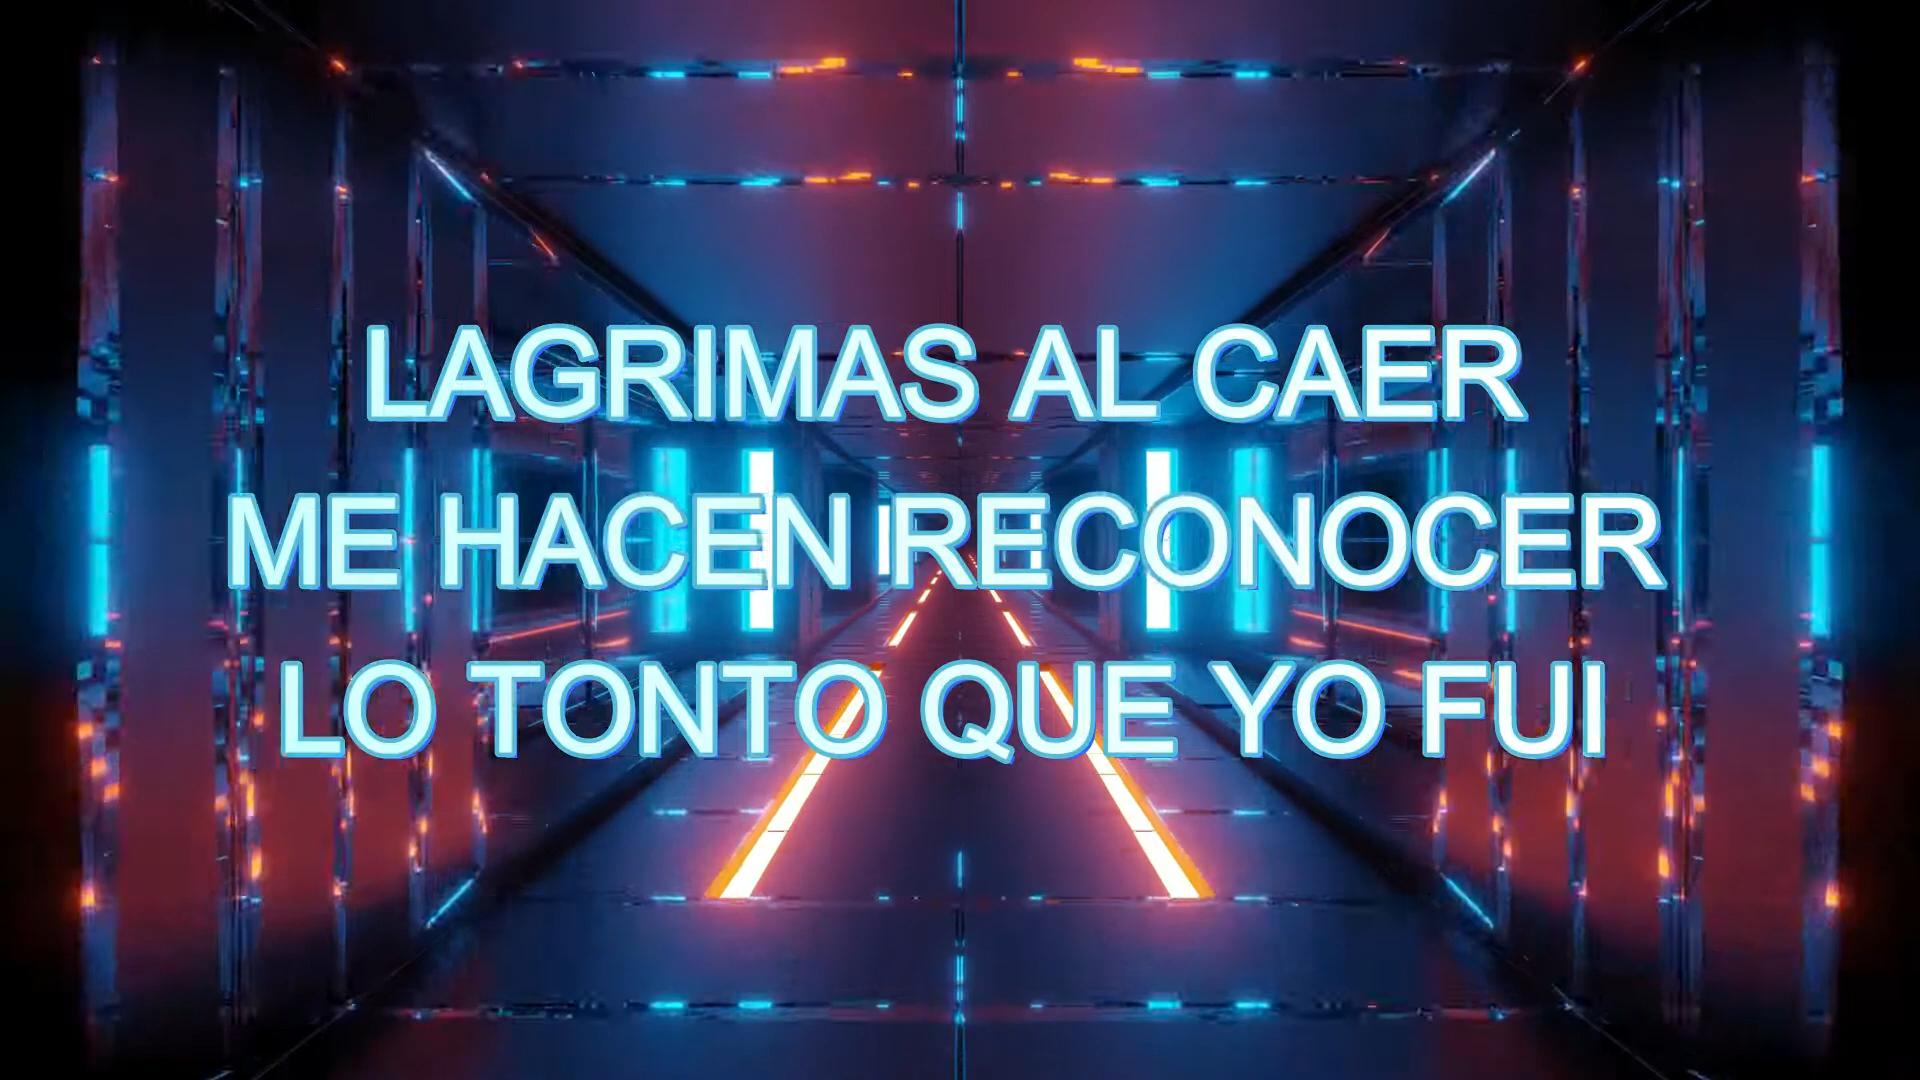 LAGRIMAS AL CAER
ME HACEN RECONOCER
LO TONTO QUE YO FUI